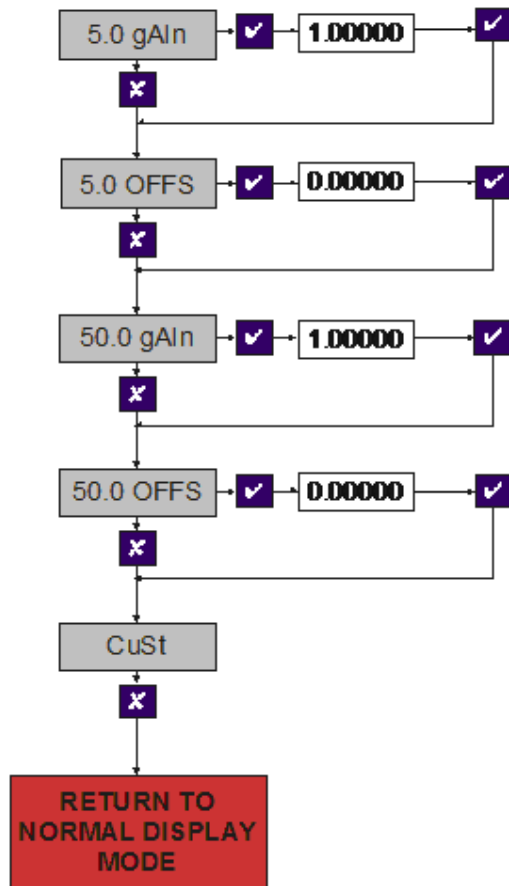 5.0 gAIn
1.00000
5.0 OFFS
0.00000
50.0 gAIn
1.00000
50.0 OFFS
0.00000
CuSt
RETURN TO
NORMAL DISPLAY
MODE